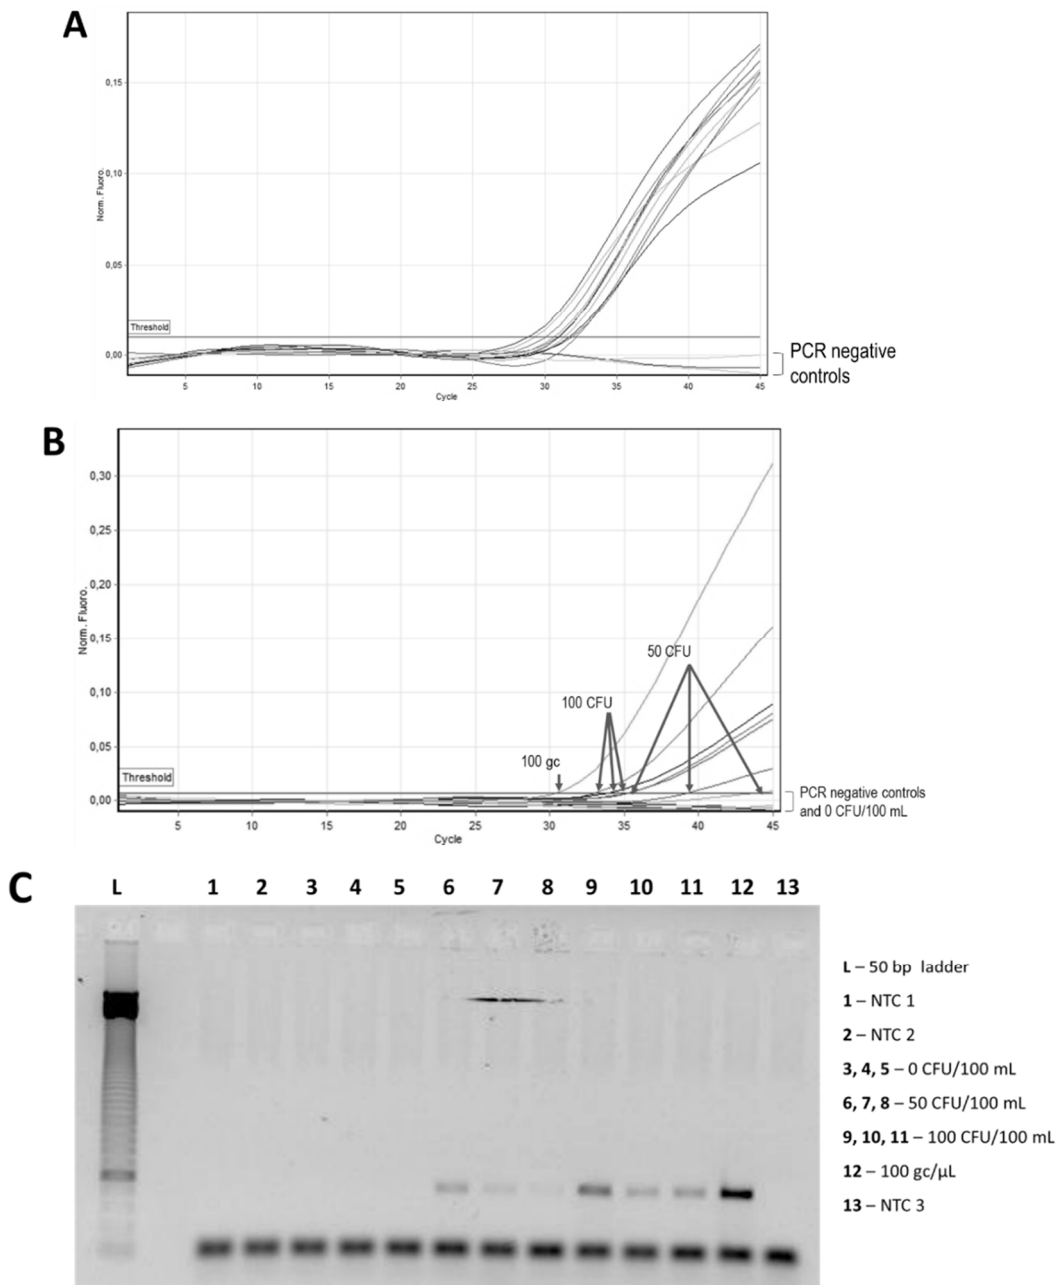 A
Norm. Fluoro.
0,15
0,10
0,05
Threshold
0,00
5 10 15 20 25 30 35 40 45
Cycle
PCR negative
controls
B
Norm. Fluoro.
0,30
0,25
0,20
0,15
0,10
0,05
0,00
50 CFU
100 CFU
100 gc
Threshold
PCR negative controls
and 0 CFU/100 mL
5 10 15 20 25 30 35 40 45
Cycle
C
L 1 2 3 4 5 6 7 8 9 10 11 12 13
L – 50 bp ladder
1 – NTC 1
2 – NTC 2
3, 4, 5 – 0 CFU/100 mL
6, 7, 8 – 50 CFU/100 mL
9, 10, 11 – 100 CFU/100 mL
12 – 100 gc/µL
13 – NTC 3